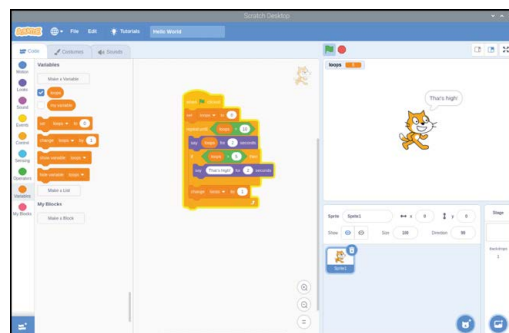 Scratch Desktop
SCRATCH File Edit Tutorials Hello World
Code Costumes Sounds
Motion
Looks
Sound
Events
Control
Sensing
Operators
Variables
My Blocks
Variables
Make a Variable
loops
my variable
set loops to 0
change loops by 1
show variable loops
hide variable loops
Make a List
My Blocks
Make a Block
when clicked
set loops to 0
repeat until loops = 10
say loops for 2 seconds
if loops > then
say That's high! for 2 seconds
change loops by 1
loops
That's high!
Sprite Sprite1 x 0 y 0
Show Size 100 Direction 90
Sprite1
Stage
Backdrops
1